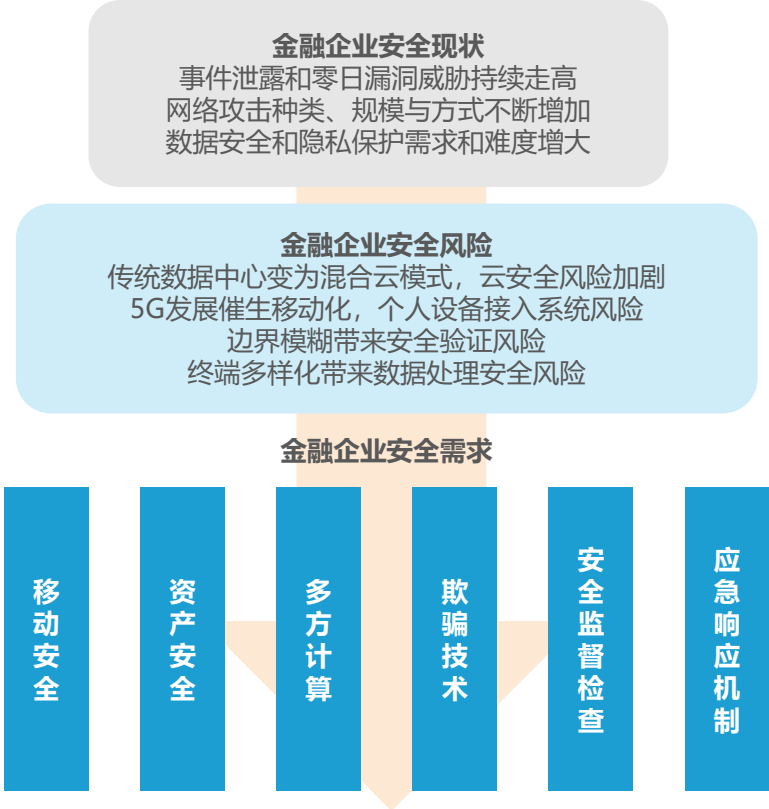 金融企业安全现状
事件泄露和零日漏洞威胁持续走高
网络攻击种类、规模与方式不断增加
数据安全和隐私保护需求和难度增大
金融企业安全风险
传统数据中心变为混合云模式，云安全风险加剧
5G发展催生移动化，个人设备接入系统风险
边界模糊带来安全验证风险
终端多样化带来数据处理安全风险
金融企业安全需求
移动安全
资产安全
多方计算
欺骗技术
安全监督检查
应急响应机制